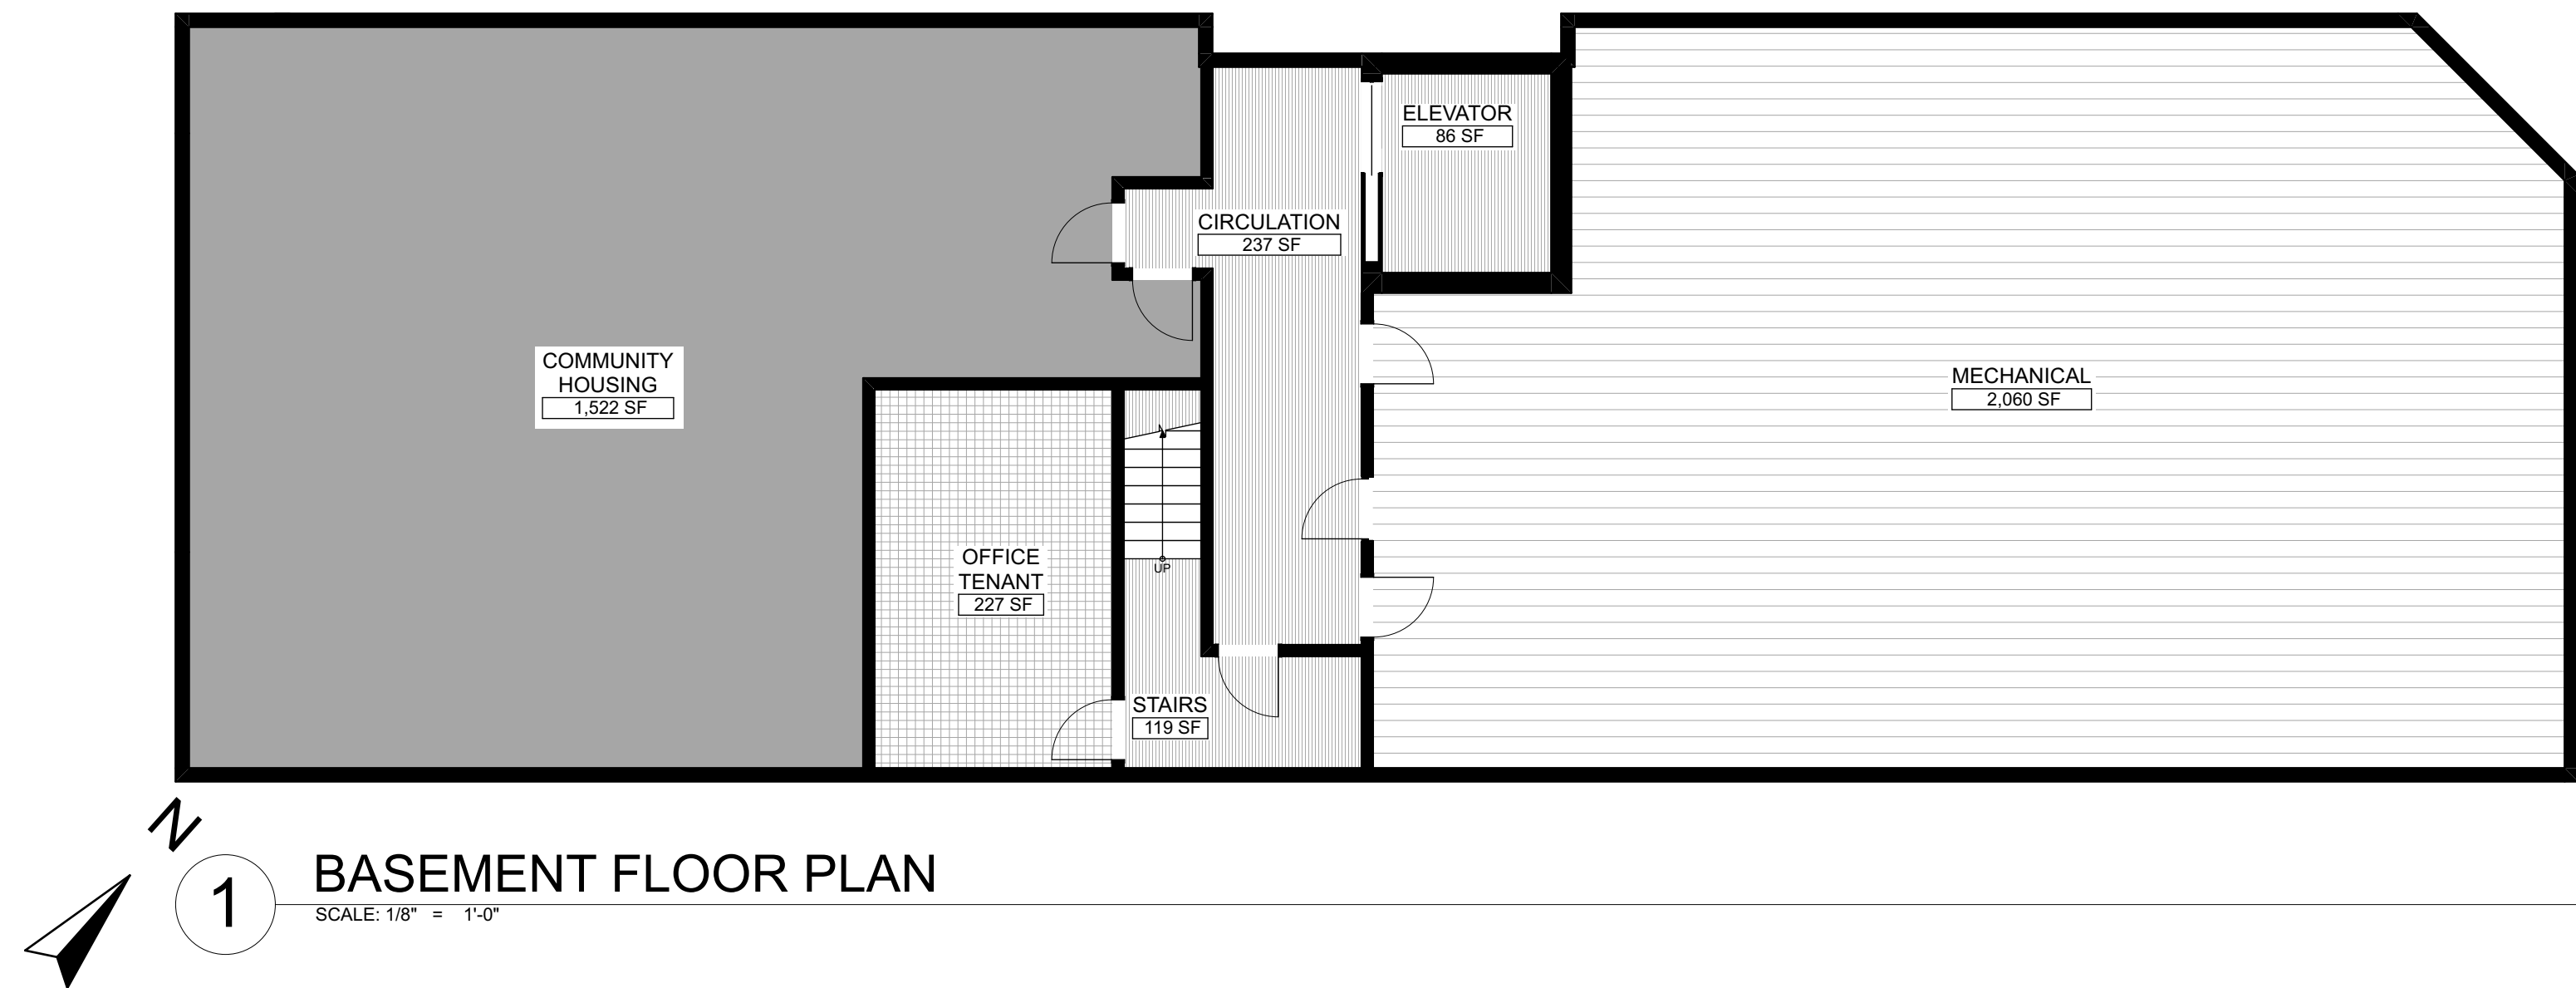 ELEVATOR
86 SF
CIRCULATION
237 SF
COMMUNITY
HOUSING
1,522 SF
MECHANICAL
2,060 SF
OFFICE
TENANT
227 SF
UP
STAIRS
119 SF
N
1
BASEMENT FLOOR PLAN
SCALE: 1/8" = 1'-0"